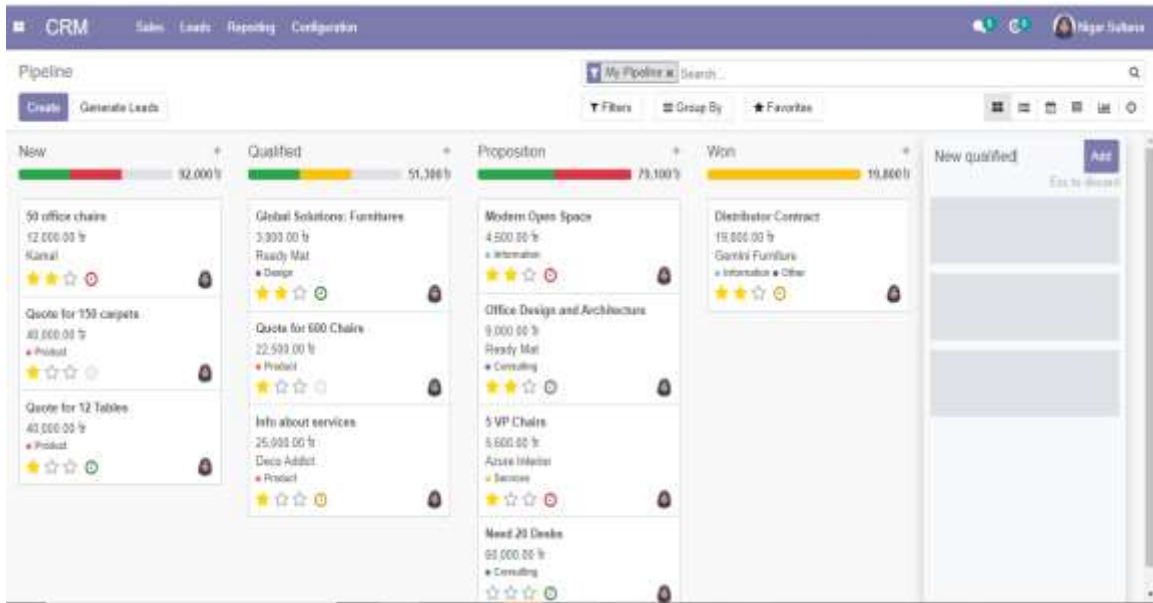 CRM
Sales Leads Reporting Configuration
Nigar Sultana
Pipeline
My Pipeline × Search...
Create Generate Leads
Filters Group By Favorites
New +
92,000 ৳
50 office chairs
12,000.00 ৳
Kamal
Quote for 150 carpets
40,000.00 ৳
Product
Quote for 12 Tables
40,000.00 ৳
Product
Qualified +
51,300 ৳
Global Solutions: Furnitures
3,800.00 ৳
Ready Mat
Design
Quote for 600 Chairs
22,500.00 ৳
Product
Info about services
25,000.00 ৳
Deco Addict
Product
Proposition +
79,100 ৳
Modern Open Space
4,500.00 ৳
Information
Office Design and Architecture
9,000.00 ৳
Ready Mat
Consulting
5 VP Chairs
5,600.00 ৳
Azure Interior
Services
Need 20 Desks
60,000.00 ৳
Consulting
Won +
19,800 ৳
Distributor Contract
19,800.00 ৳
Gemini Furniture
Information Other
New qualified
Add
Esc to discard